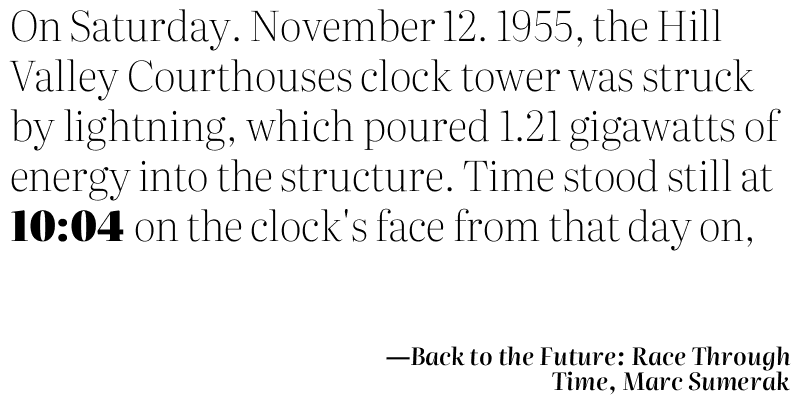 On Saturday. November 12. 1955, the Hill
Valley Courthouses clock tower was struck
by lightning, which poured 1.21 gigawatts of
energy into the structure. Time stood still at
10:04 on the clock's face from that day on,
—Back to the Future: Race Through
Time, Marc Sumerak